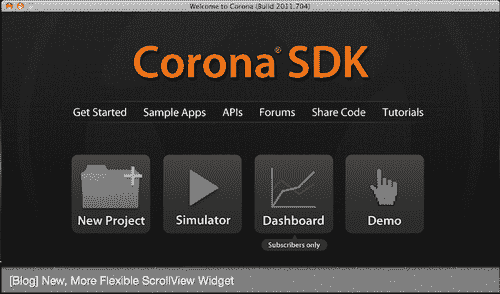 Welcome to Corona (Build 2011.704)
Corona® SDK
Get Started Sample Apps APIs Forums Share Code Tutorials
New Project Simulator Dashboard Demo
Subscribers only
[Blog] New, More Flexible ScrollView Widget